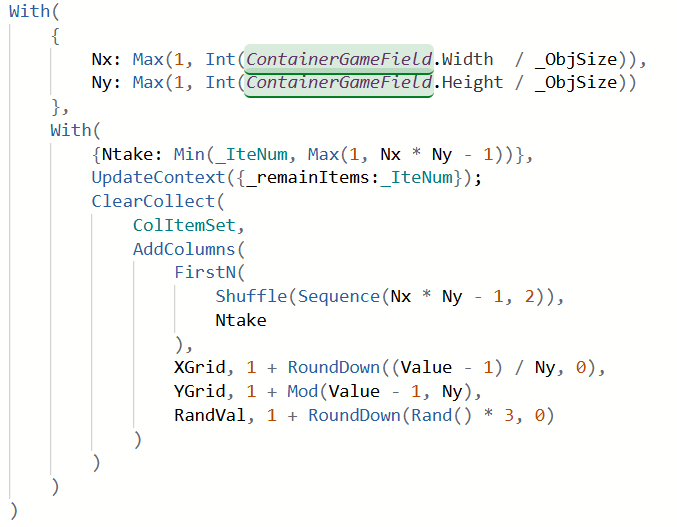 With(
    {
        Nx: Max(1, Int(ContainerGameField.Width  / _ObjSize)),
        Ny: Max(1, Int(ContainerGameField.Height / _ObjSize))
    },
    With(
        {Ntake: Min(_IteNum, Max(1, Nx * Ny - 1))},
        UpdateContext({_remainItems:_IteNum});
        ClearCollect(
            ColItemSet,
            AddColumns(
                FirstN(
                    Shuffle(Sequence(Nx * Ny - 1, 2)),
                    Ntake
                ),
                XGrid, 1 + RoundDown((Value - 1) / Ny, 0),
                YGrid, 1 + Mod(Value - 1, Ny),
                RandVal, 1 + RoundDown(Rand() * 3, 0)
            )
        )
    )
)